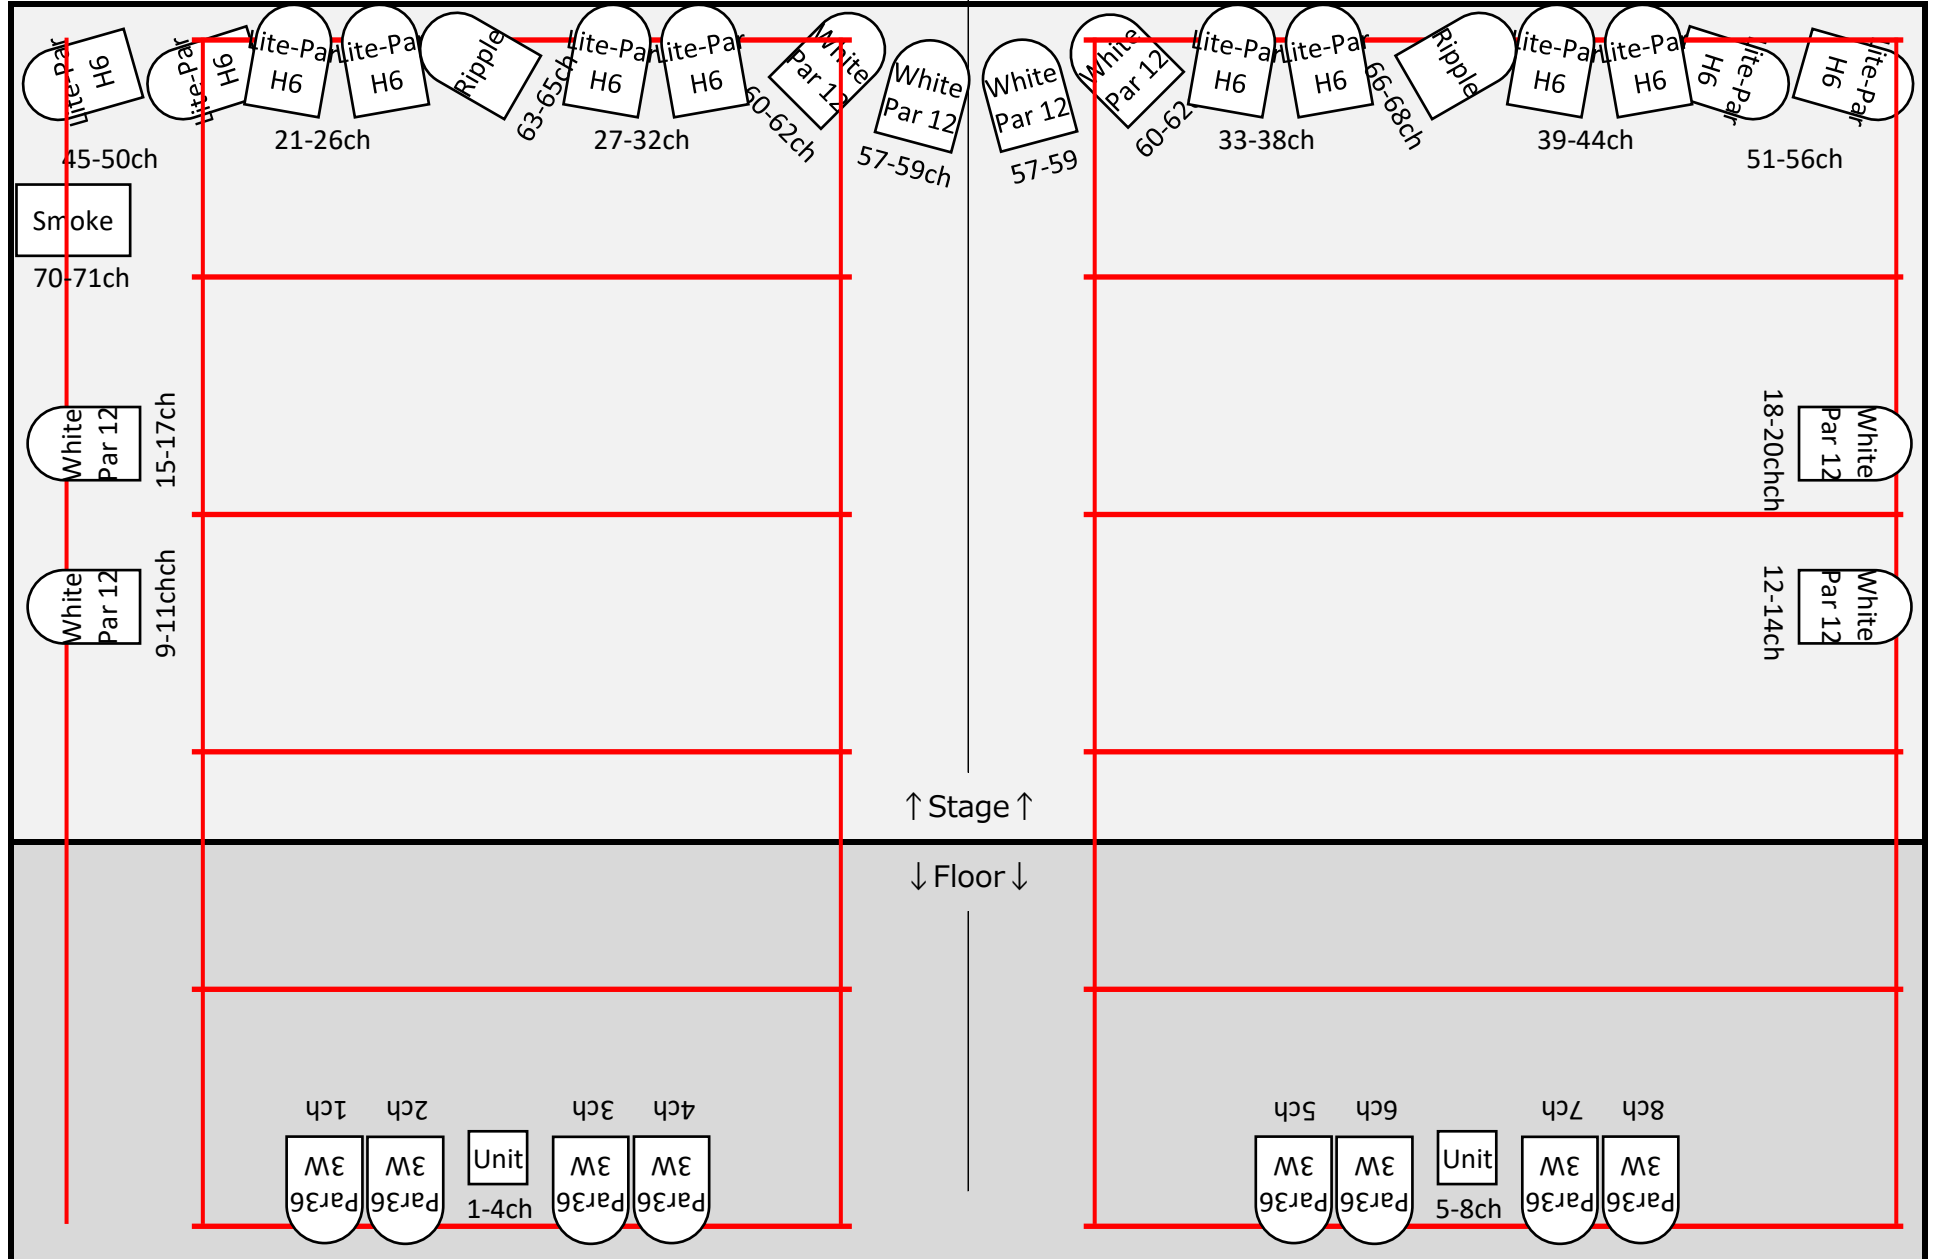 Lite-Par
H6
Lite-Par
H6
Lite-Par
H6
Lite-Par
H6
Ripple
Lite-Par
H6
Lite-Par
H6
White
Par 12
White
Par 12
White
Par 12
White
Par 12
Lite-Par
H6
Lite-Par
H6
Ripple
Lite-Par
H6
Lite-Par
H6
Lite-Par
H6
Lite-Par
H6
45-50ch
21-26ch
63-65ch
27-32ch
60-62ch
57-59ch
57-59
60-62
33-38ch
66-68ch
39-44ch
51-56ch
Smoke
70-71ch
White
Par 12
15-17ch
18-20chch
White
Par 12
White
Par 12
9-11chch
12-14ch
White
Par 12
↑Stage↑
↓Floor↓
1ch
2ch
3ch
4ch
5ch
6ch
7ch
8ch
Par36
3W
Par36
3W
Unit
1-4ch
Par36
3W
Par36
3W
Par36
3W
Par36
3W
Unit
5-8ch
Par36
3W
Par36
3W